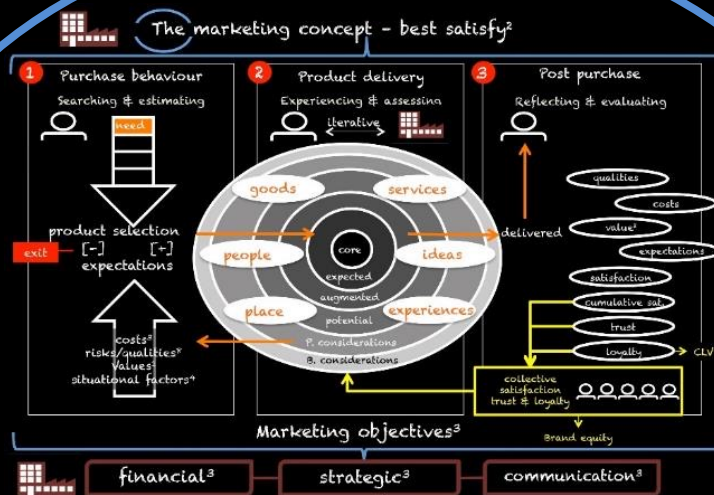 The marketing concept - best satisfy²
1 Purchase behaviour
Searching & estimating
need
product selection
[-] [+]
expectations
exit
costs²
risks/qualities
values
situational factors⁴
2 Product delivery
Experiencing & assessing
iterative
goods
services
people
ideas
place
experiences
core
expected
augmented
potential
P. considerations
B. considerations
3 Post purchase
Reflecting & evaluating
delivered
qualities
costs
value²
expectations
satisfaction
cumulative sat.
trust
loyalty
CLV
collective
satisfaction
trust & loyalty
Brand equity
Marketing objectives³
financial³
strategic³
communication³